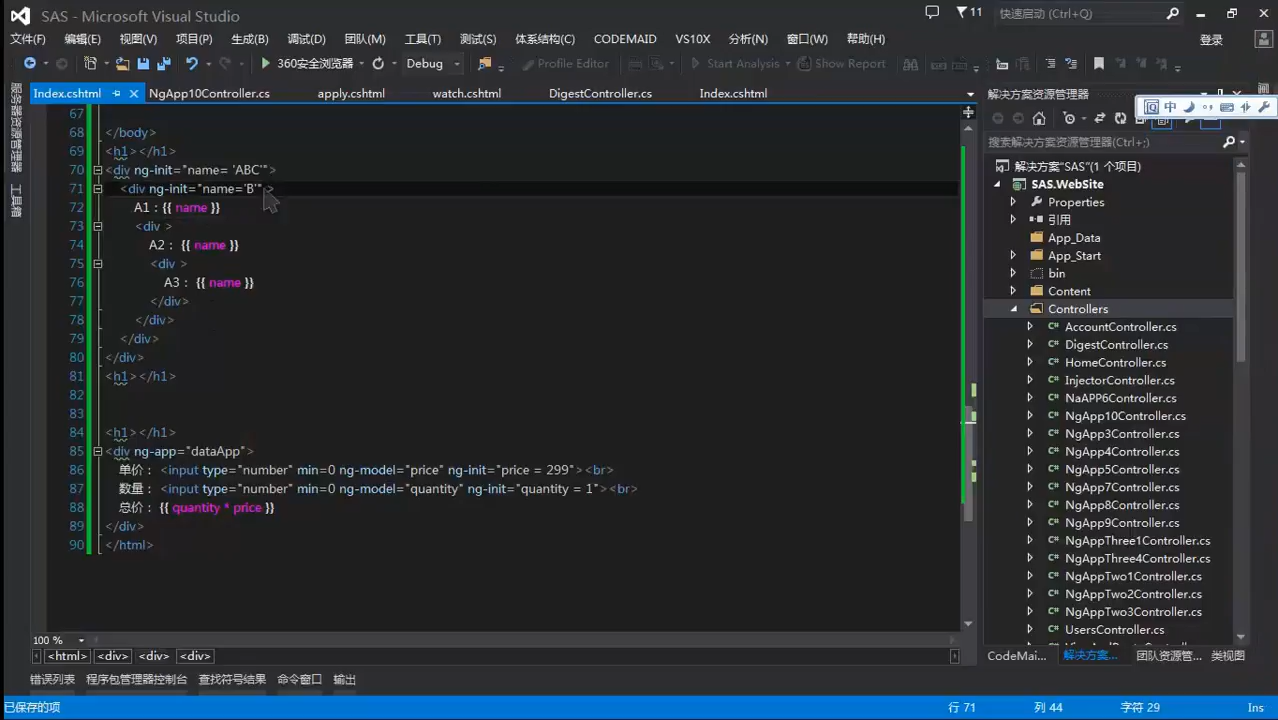 SAS - Microsoft Visual Studio
11
快速启动 (Ctrl+Q)
文件(F) 编辑(E) 视图(V) 项目(P) 生成(B) 调试(D) 团队(M) 工具(T) 测试(S) 体系结构(C) CODEMAID VS10X 分析(N) 窗口(W) 帮助(H) 登录
360安全浏览器 Debug Profile Editor Start Analysis Show Report
Index.cshtml NgApp10Controller.cs apply.cshtml watch.cshtml DigestController.cs Index.cshtml
服务器资源管理器
工具箱
67
68 </body>
69 <h1></h1>
70 <div ng-init="name= 'ABC'">
71 <div ng-init="name='B'" >
72 A1：{{ name }}
73 <div >
74 A2： {{ name }}
75 <div >
76 A3： {{ name }}
77 </div>
78 </div>
79 </div>
80 </div>
81 <h1></h1>
82
83
84 <h1></h1>
85 <div ng-app="dataApp">
86 单价： <input type="number" min=0 ng-model="price" ng-init="price = 299"><br>
87 数量： <input type="number" min=0 ng-model="quantity" ng-init="quantity = 1"><br>
88 总价： {{ quantity * price }}
89 </div>
90 </html>
100 %
<html> <div> <div> <div>
错误列表 程序包管理器控制台 查找符号结果 命令窗口 输出
已保存的项 行 71 列 44 字符 29 Ins
解决方案资源管理器
中
搜索解决方案资源管理器(Ctrl+;)
解决方案"SAS"(1 个项目)
SAS.WebSite
Properties
引用
App_Data
App_Start
bin
Content
Controllers
AccountController.cs
DigestController.cs
HomeController.cs
InjectorController.cs
NaAPP6Controller.cs
NgApp10Controller.cs
NgApp3Controller.cs
NgApp4Controller.cs
NgApp5Controller.cs
NgApp7Controller.cs
NgApp8Controller.cs
NgApp9Controller.cs
NgAppThree1Controller.cs
NgAppThree4Controller.cs
NgAppTwo1Controller.cs
NgAppTwo2Controller.cs
NgAppTwo3Controller.cs
UsersController.cs
CodeMai... 解决方案... 团队资源管... 类视图